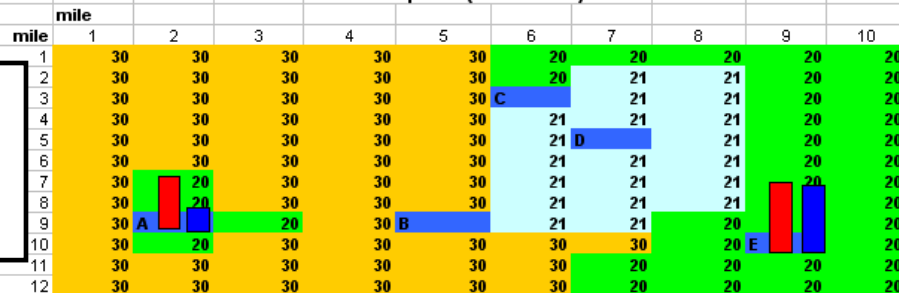 mile
mile 1 2 3 4 5 6 7 8 9 10
1 30 30 30 30 30 20 20 20 20 20
2 30 30 30 30 30 20 21 21 20 20
3 30 30 30 30 30 C 21 21 20 20
4 30 30 30 30 30 21 21 21 20 20
5 30 30 30 30 30 21 D 21 20 20
6 30 30 30 30 30 21 21 21 20 20
7 30 20 30 30 30 21 21 21 20 20
8 30 20 30 30 30 21 21 21 20 20
9 30 A 20 30 B 21 21 20 20 20
10 30 20 30 30 30 30 30 20 E 20
11 30 30 30 30 30 30 20 20 20 20
12 30 30 30 30 30 30 20 20 20 20